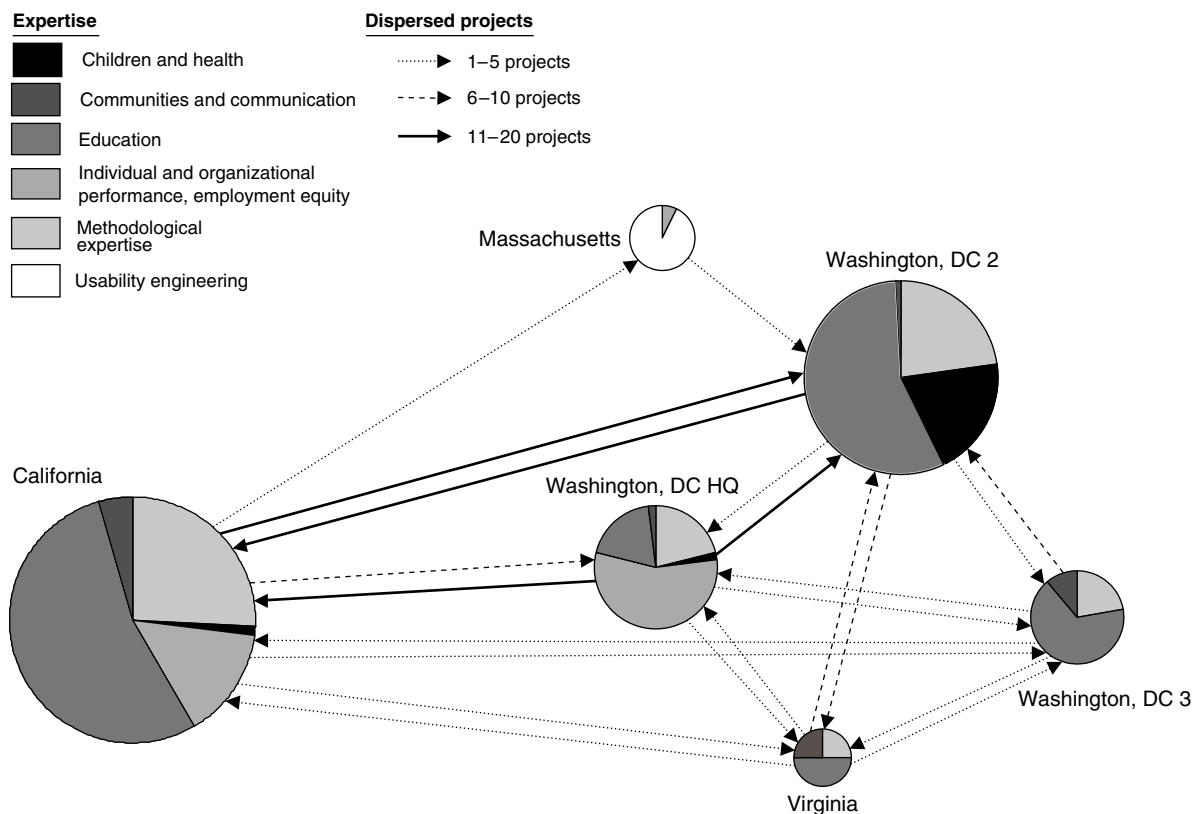 Expertise
Children and health
Communities and communication
Education
Individual and organizational
performance, employment equity
Methodological
expertise
Usability engineering
Dispersed projects
1–5 projects
6–10 projects
11–20 projects
Massachusetts
Washington, DC 2
California
Washington, DC HQ
Washington, DC 3
Virginia